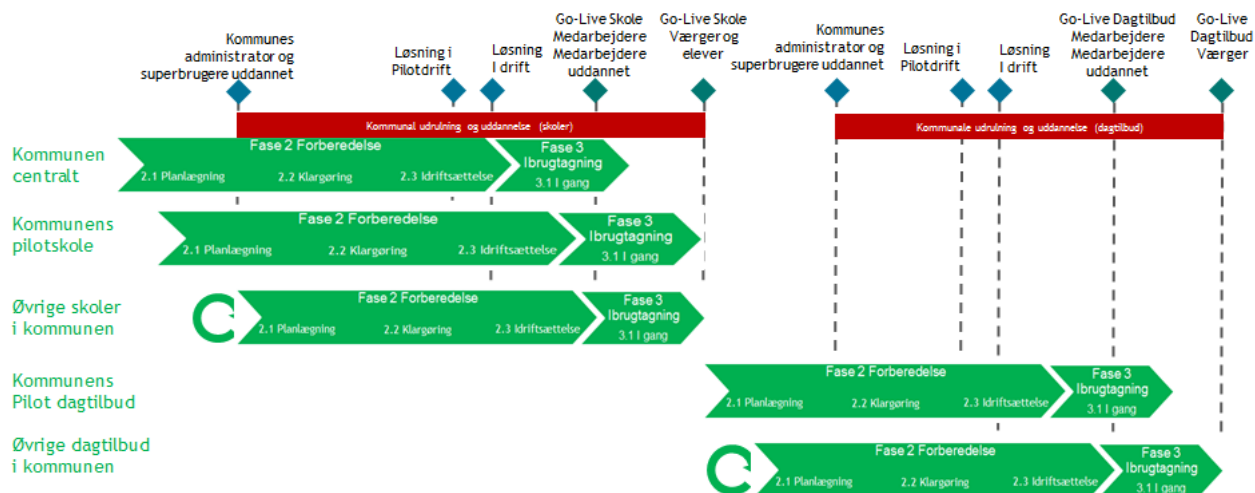 Kommunes
administrator og
superbrugere uddannet
Løsning i
Pilotdrift
Løsning
I drift
Go-Live Skole
Medarbejdere
Medarbejdere
uddannet
Go-Live Skole
Værger og
elever
Kommunes
administrator og
superbrugere uddannet
Løsning i
Pilotdrift
Løsning
I drift
Go-Live Dagtilbud
Medarbejdere
Medarbejdere
uddannet
Go-Live
Dagtilbud
Værger
Kommunal udrulning og uddannelse (skoler)
Kommunale udrulning og uddannelse (dagtilbud)
Kommunen
centralt
Fase 2 Forberedelse
2.1 Planlægning
2.2 Klargøring
2.3 Idriftsættelse
Fase 3
Ibrugtagning
3.1 I gang
Kommunens
pilotskole
Fase 2 Forberedelse
2.1 Planlægning
2.2 Klargøring
2.3 Idriftsættelse
Fase 3
Ibrugtagning
3.1 I gang
Øvrige skoler
i kommunen
Fase 2 Forberedelse
2.1 Planlægning
2.2 Klargøring
2.3 Idriftsættelse
Fase 3
Ibrugtagning
3.1 I gang
Kommunens
Pilot dagtilbud
Fase 2 Forberedelse
2.1 Planlægning
2.2 Klargøring
2.3 Idriftsættelse
Fase 3
Ibrugtagning
3.1 I gang
Øvrige dagtilbud
i kommunen
Fase 2 Forberedelse
2.1 Planlægning
2.2 Klargøring
2.3 Idriftsættelse
Fase 3
Ibrugtagning
3.1 I gang